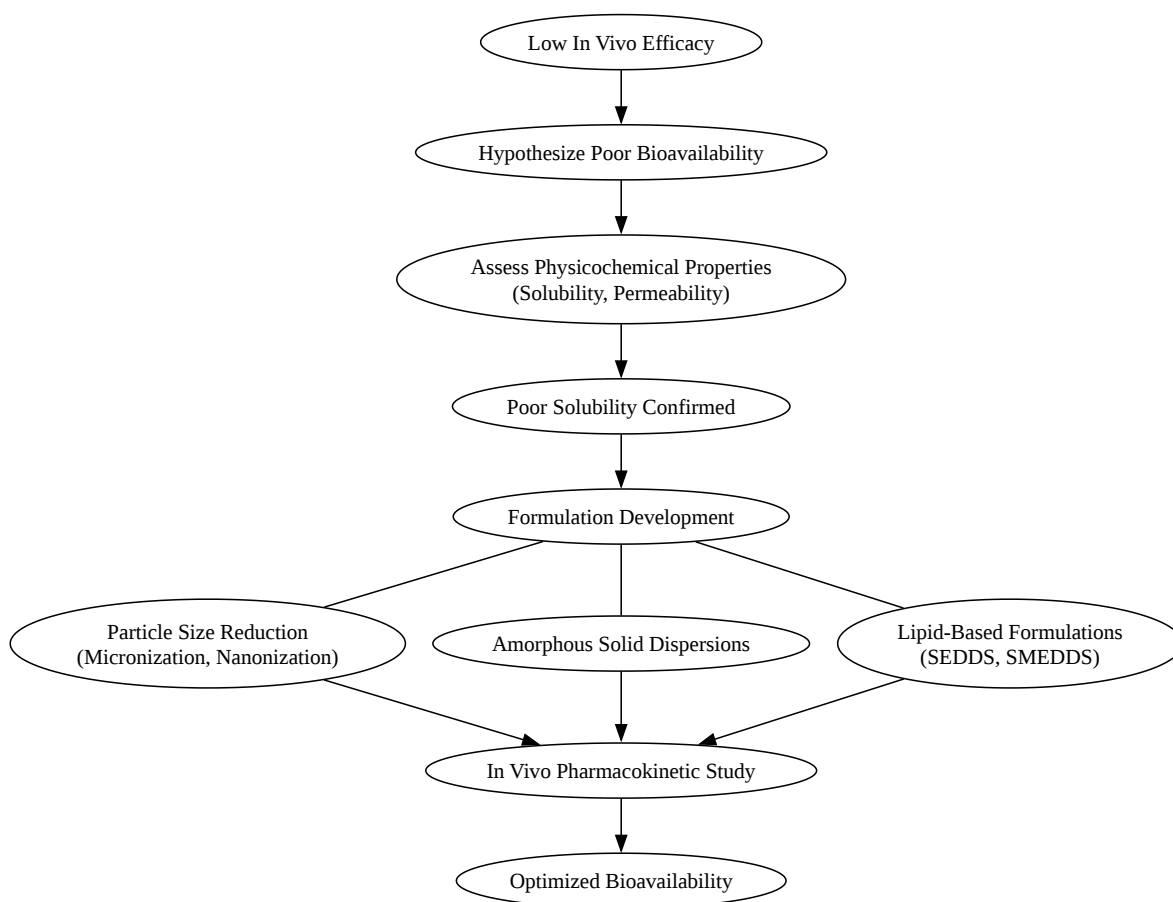 Low In Vivo Efficacy
Hypothesize Poor Bioavailability
Assess Physicochemical Properties
(Solubility, Permeability)
Poor Solubility Confirmed
Formulation Development
Particle Size Reduction
(Micronization, Nanonization)
Amorphous Solid Dispersions
Lipid-Based Formulations
(SEDDS, SMEDDS)
In Vivo Pharmacokinetic Study
Optimized Bioavailability